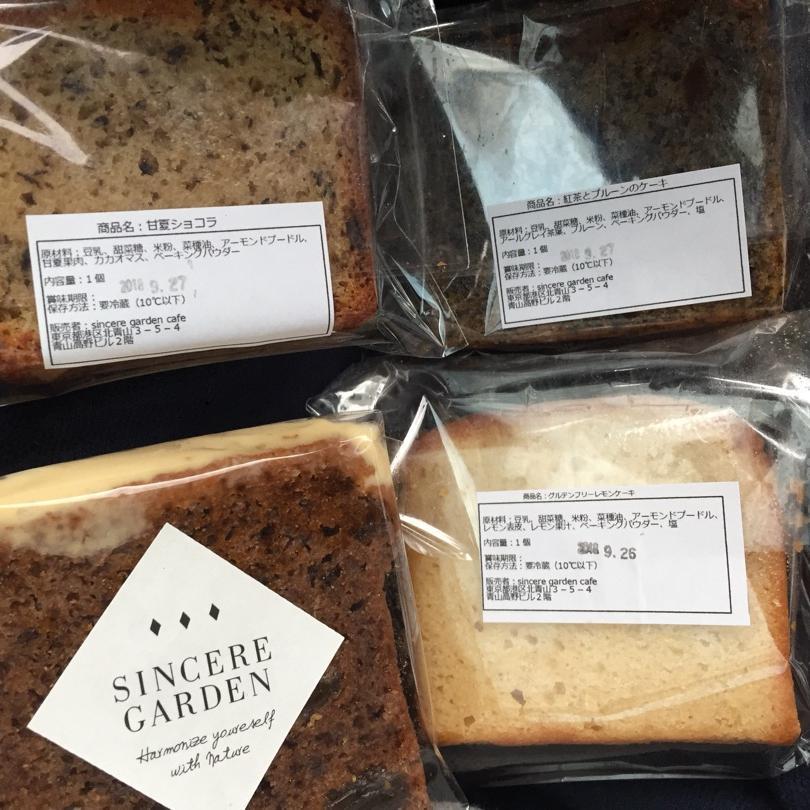 商品名：甘夏ショコラ
原材料：豆乳、甜菜糖、米粉、菜種油、アーモンドプードル、
甘夏果肉、カカオマス、ベーキングパウダー
内容量：1個
2018 9.27
賞味期限：
保存方法：要冷蔵（10℃以下）
販売者：sincere garden cafe
東京都港区北青山3－5－4
青山高野ビル2階
商品名：紅茶とプルーンのケーキ
原材料：豆乳、甜菜糖、米粉、菜種油、アーモンドプードル、
アールグレイ茶葉、プルーン、ベーキングパウダー、塩
内容量：1個
2018 9.27
賞味期限：
保存方法：要冷蔵（10℃以下）
販売者：sincere garden cafe
東京都港区北青山3－5－4
青山高野ビル2階
SINCERE
GARDEN
Harmonize yourself
with nature
商品名：グルテンフリーレモンケーキ
原材料：豆乳、甜菜糖、米粉、菜種油、アーモンドプードル、
レモン表皮、レモン果汁、ベーキングパウダー、塩
内容量：1個
2018 9.26
賞味期限：
保存方法：要冷蔵（10℃以下）
販売者：sincere garden cafe
東京都港区北青山3－5－4
青山高野ビル2階